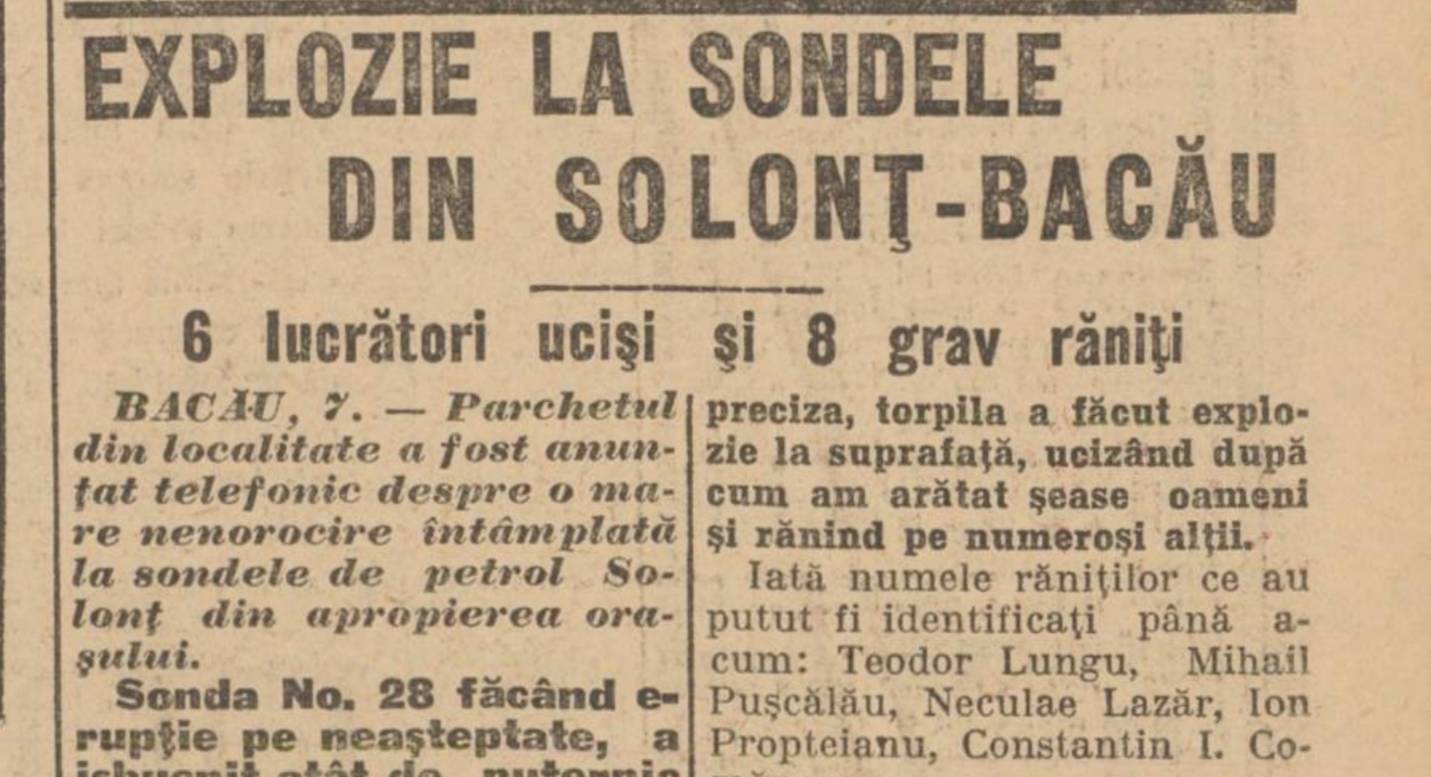 EXPLOZIE LA SONDELE
DIN SOLONŢ-BACĂU
6 lucrători ucişi şi 8 grav răniţi
BACĂU, 7. — Parchetul
din localitate a fost anun-
ţat telefonic despre o ma-
re nenorocire întâmplată
la sondele de petrol So-
lonţ din apropierea ora-
şului.
Sonda No. 28 făcând e-
rupţie pe neaşteptate, a
isbucnit atât de puternic
preciza, torpila a făcut explo-
zie la suprafaţă, ucizând după
cum am arătat şease oameni
şi rănind pe numeroşi alţii.
Iată numele răniţilor ce au
putut fi identificaţi până a-
cum: Teodor Lungu, Mihail
Puşcălău, Neculae Lazăr, Ion
Propteianu, Constantin I. Co-